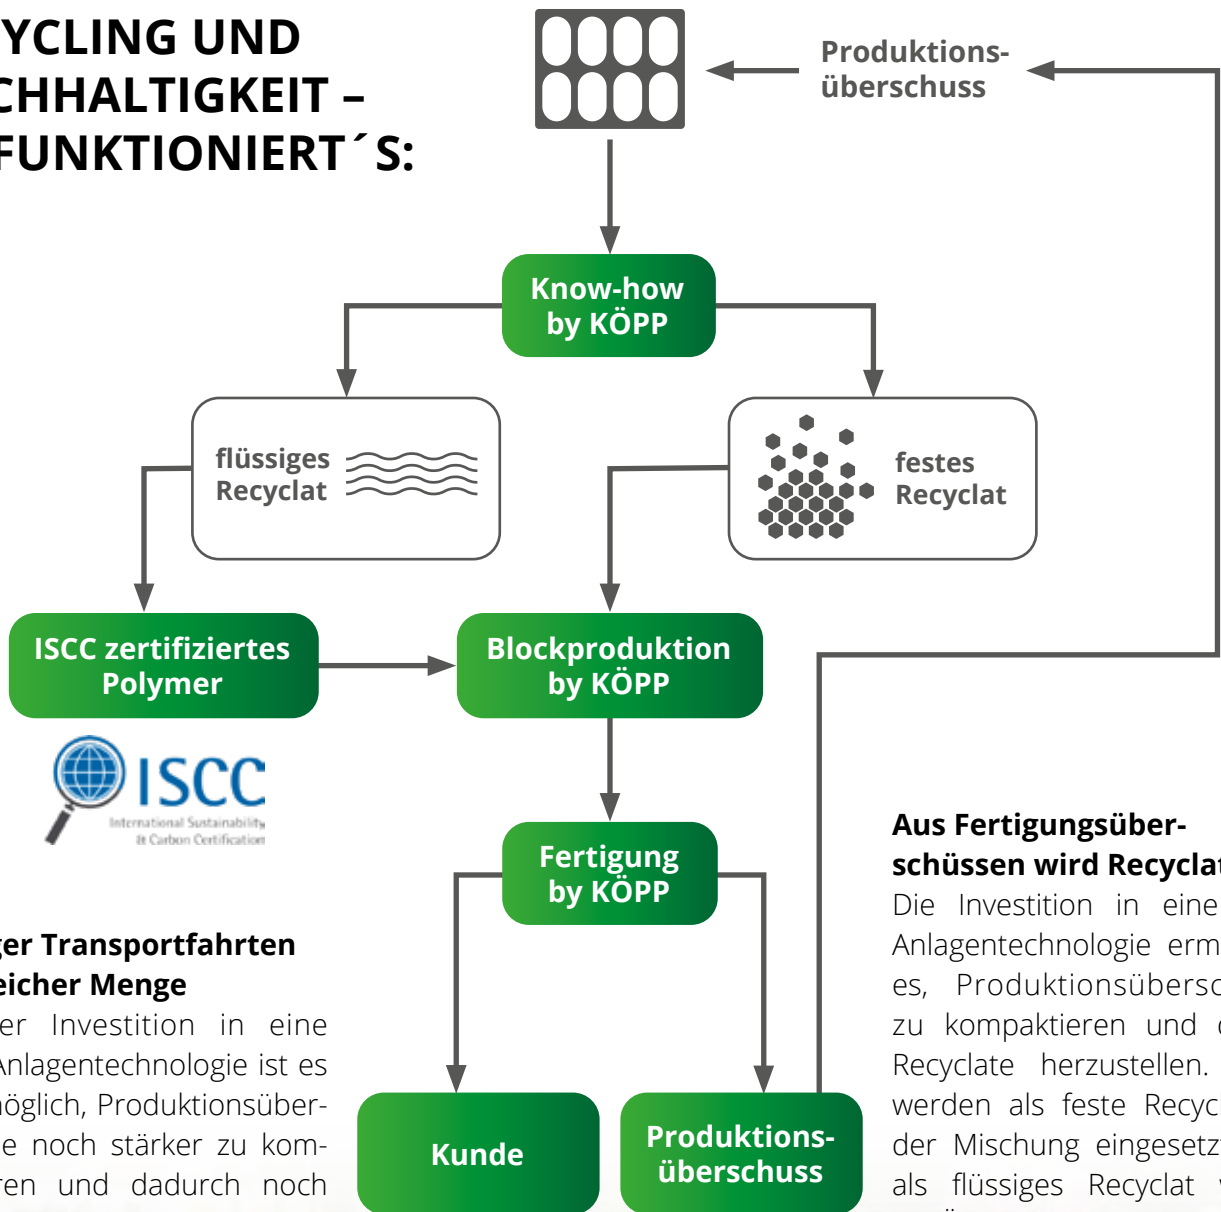 YCLING UND
CHHALTIGKEIT –
FUNKTIONIERT´S:
Produktions-
überschuss
Know-how
by KÖPP
flüssiges
Recyclat
festes
Recyclat
ISCC zertifiziertes
Polymer
Blockproduktion
by KÖPP
ISCC
International Sustainability
& Carbon Certification
Fertigung
by KÖPP
Kunde
Produktions-
überschuss
ger Transportfahrten
eicher Menge
er Investition in eine
Anlagentechnologie ist es
möglich, Produktionsüber-
e noch stärker zu kom-
ren und dadurch noch
Aus Fertigungsüber-
schüssen wird Recyclat
Die Investition in eine
Anlagentechnologie erm
es, Produktionsübersc
zu kompaktieren und
Recyclate herzustellen.
werden als feste Recyc
der Mischung eingesetz
als flüssiges Recyclat